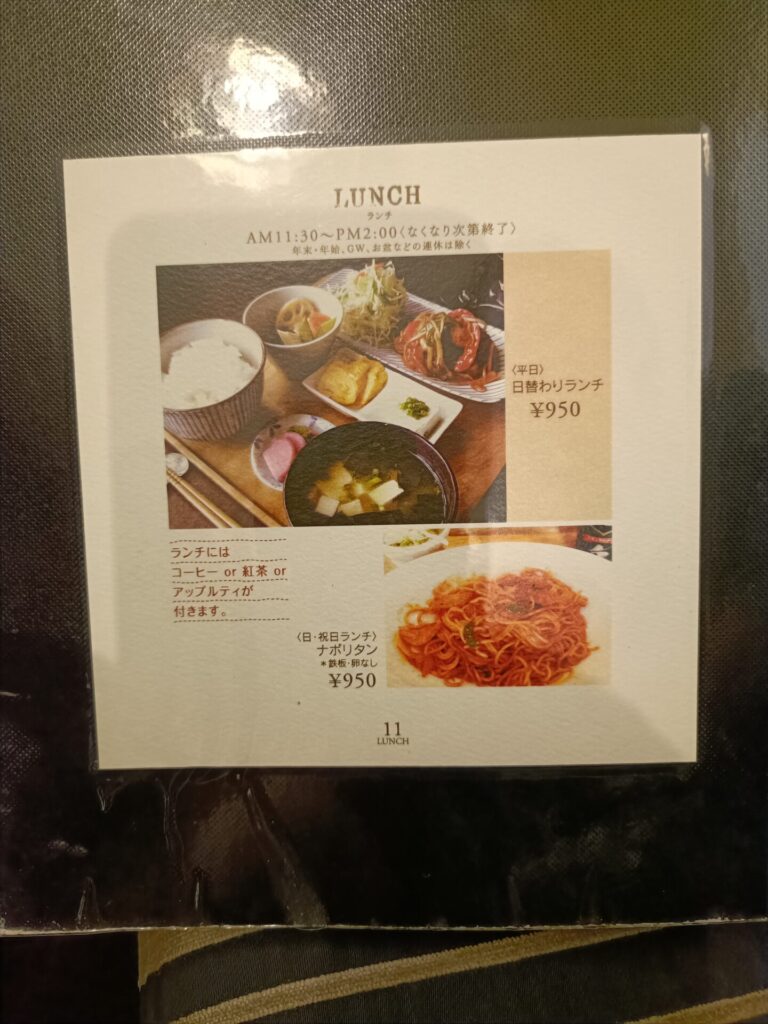 LUNCH
ランチ
AM11:30〜PM2:00〈なくなり次第終了〉
年末・年始、GW、お盆などの連休は除く
〈平日〉
日替わりランチ
¥950
ランチには
コーヒー or 紅茶 or
アップルティが
付きます。
〈日・祝日ランチ〉
ナポリタン
*鉄板・卵なし
¥950
11
LUNCH